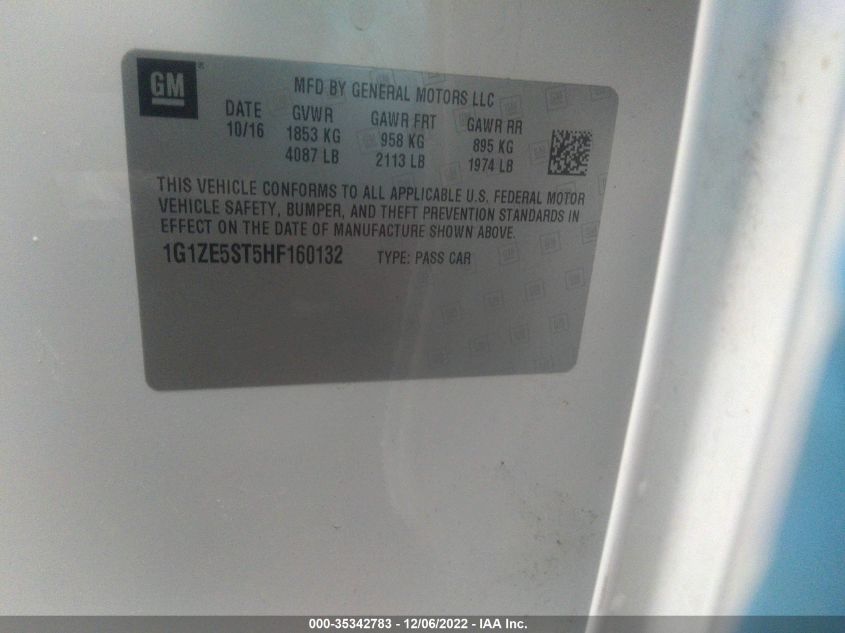 GM®
MFD BY GENERAL MOTORS LLC
DATE GVWR GAWR FRT GAWR RR
10/16 1853 KG 958 KG 895 KG
4087 LB 2113 LB 1974 LB
THIS VEHICLE CONFORMS TO ALL APPLICABLE U.S. FEDERAL MOTOR
VEHICLE SAFETY, BUMPER, AND THEFT PREVENTION STANDARDS IN
EFFECT ON THE DATE OF MANUFACTURE SHOWN ABOVE.
1G1ZE5ST5HF160132 TYPE: PASS CAR
000-35342783 - 12/06/2022 - IAA Inc.